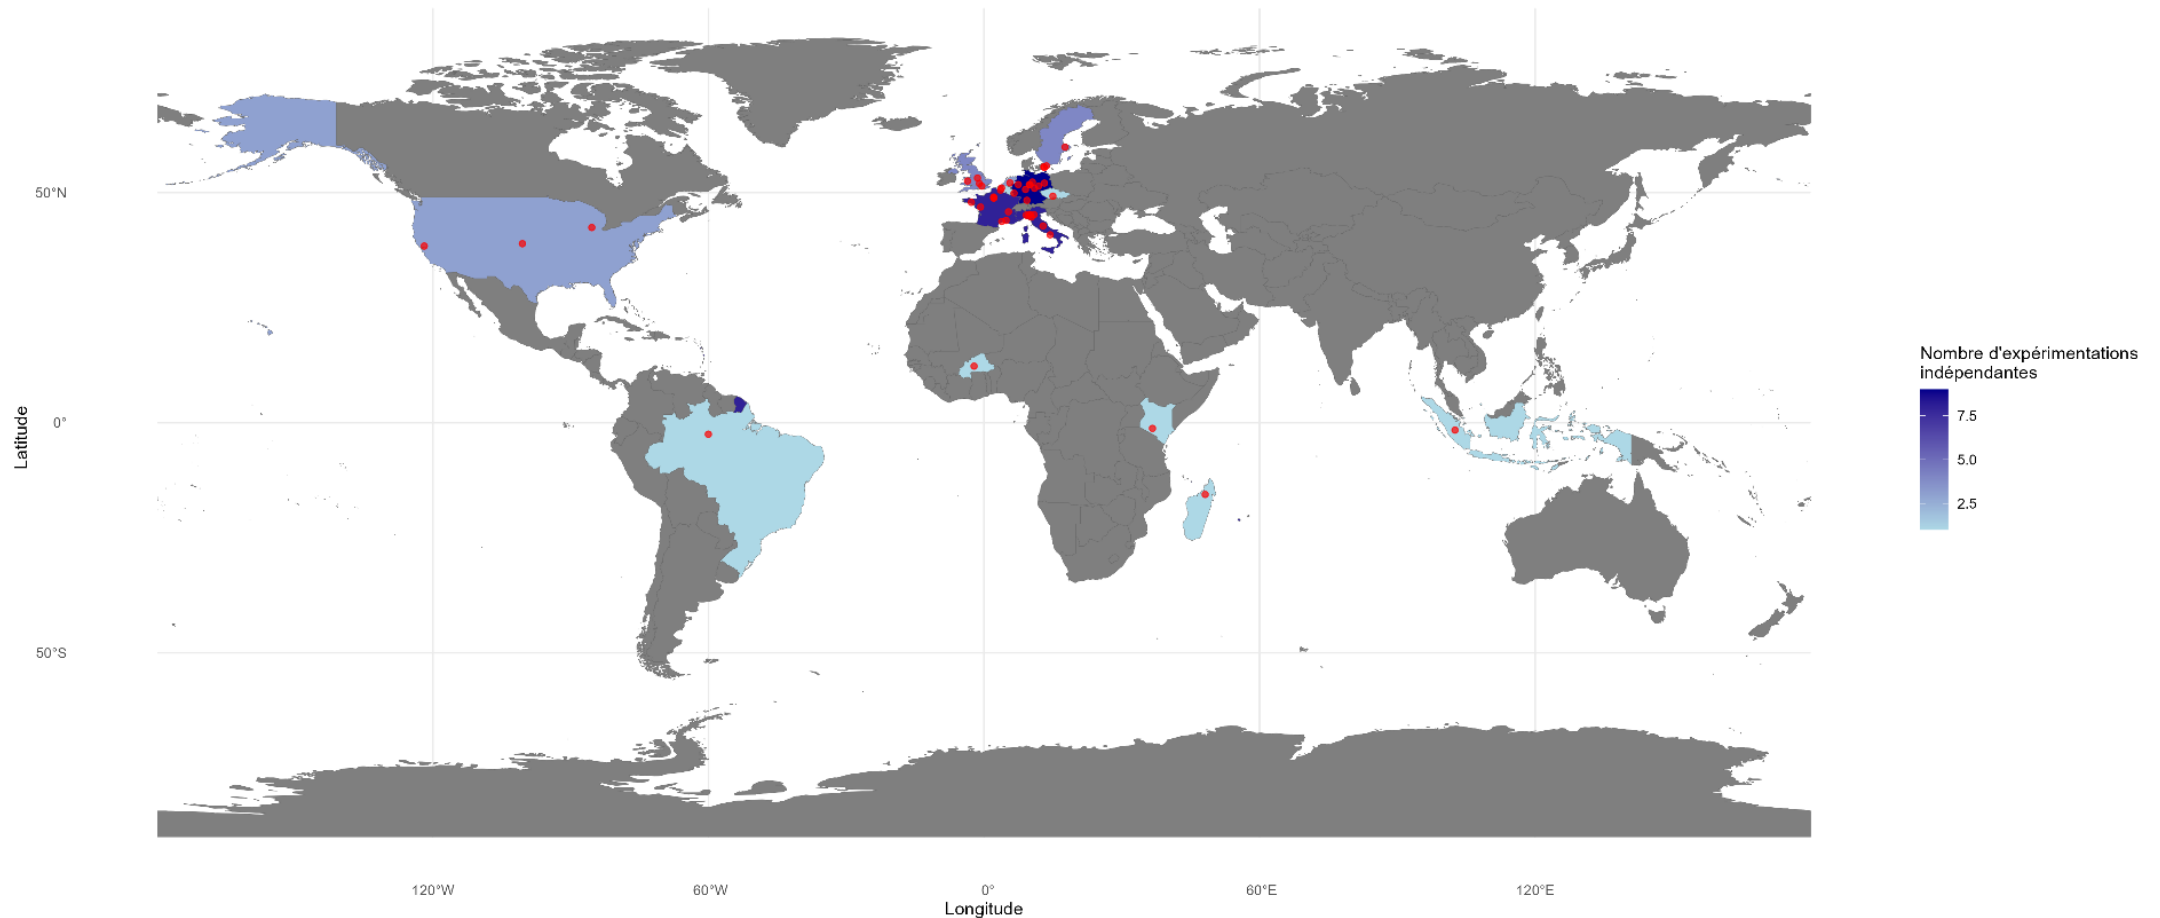 50°N
0°
50°S
Latitude
120°W
60°W
0°
60°E
120°E
Longitude
Nombre d'expérimentations
indépendantes
7.5
5.0
2.5